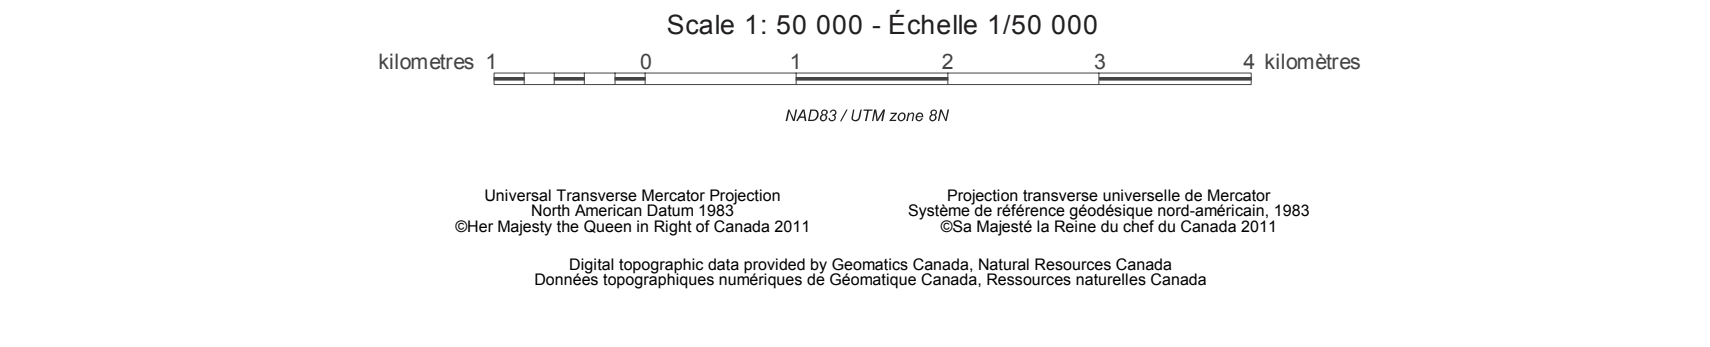 Scale 1: 50 000 - Échelle 1/50 000
kilometres 1 0 1 2 3 4 kilomètres
NAD83 / UTM zone 8N
Universal Transverse Mercator Projection
North American Datum 1983
©Her Majesty the Queen in Right of Canada 2011
Projection transverse universelle de Mercator
Système de référence géodésique nord-américain, 1983
©Sa Majesté la Reine du chef du Canada 2011
Digital topographic data provided by Geomatics Canada, Natural Resources Canada
Données topographiques numériques de Géomatique Canada, Ressources naturelles Canada